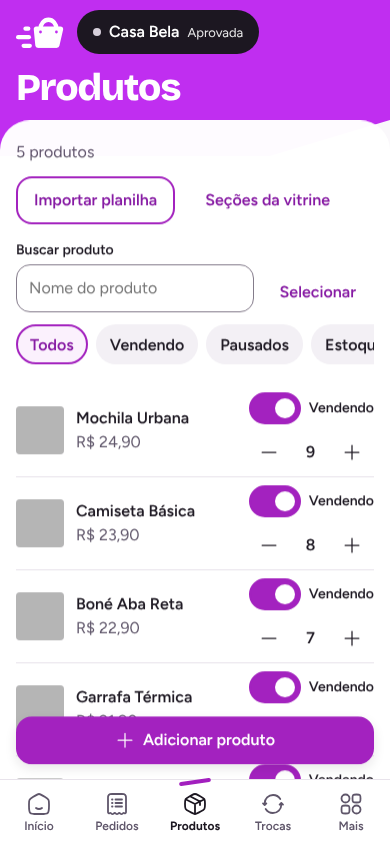 Casa Bela Aprovada
Produtos
5 produtos
Importar planilha
Seções da vitrine
Buscar produto
Nome do produto
Selecionar
Todos
Vendendo
Pausados
Estoqu
Mochila Urbana
R$ 24,90
Vendendo
9
Camiseta Básica
R$ 23,90
Vendendo
8
Boné Aba Reta
R$ 22,90
Vendendo
7
Garrafa Térmica
Vendendo
Adicionar produto
Início
Pedidos
Produtos
Trocas
Mais